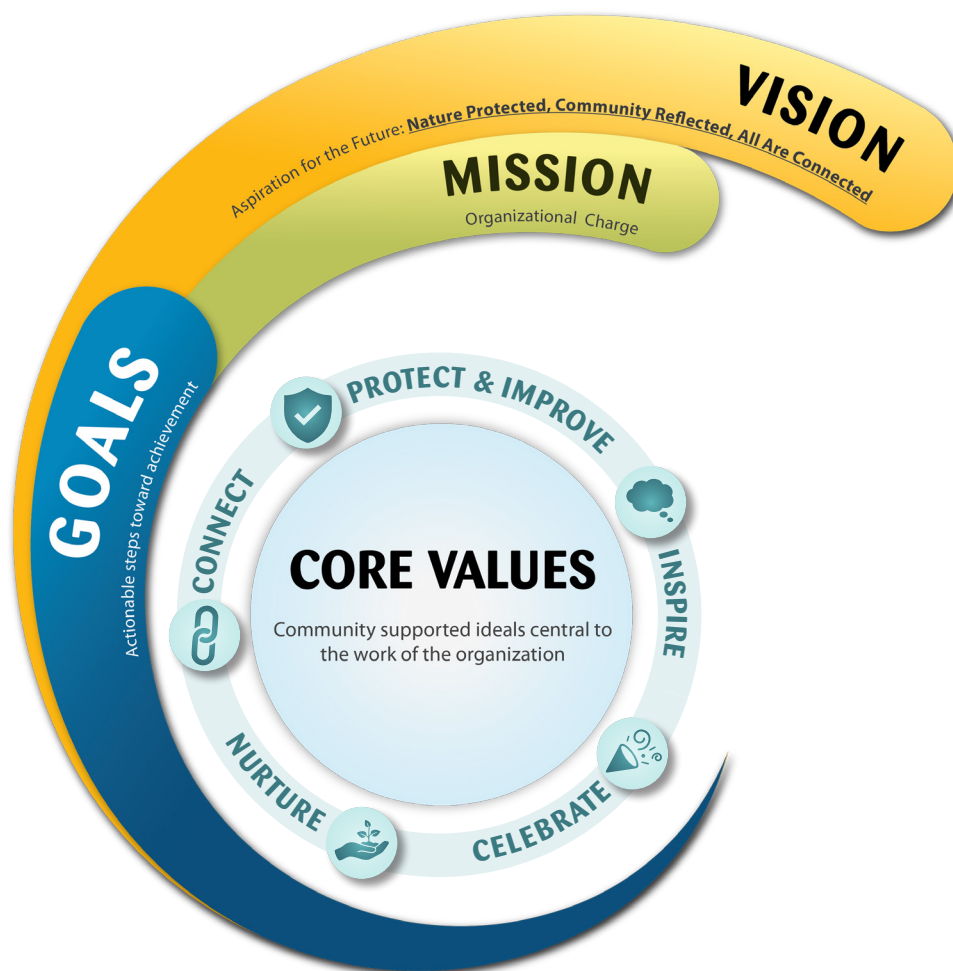 VISION
Aspiration for the Future: Nature Protected, Community Reflected, All Are Connected
MISSION
Organizational Charge
GOALS
Actionable steps toward achievement
PROTECT & IMPROVE
INSPIRE
CELEBRATE
NURTURE
CONNECT
CORE VALUES
Community supported ideals central to
the work of the organization